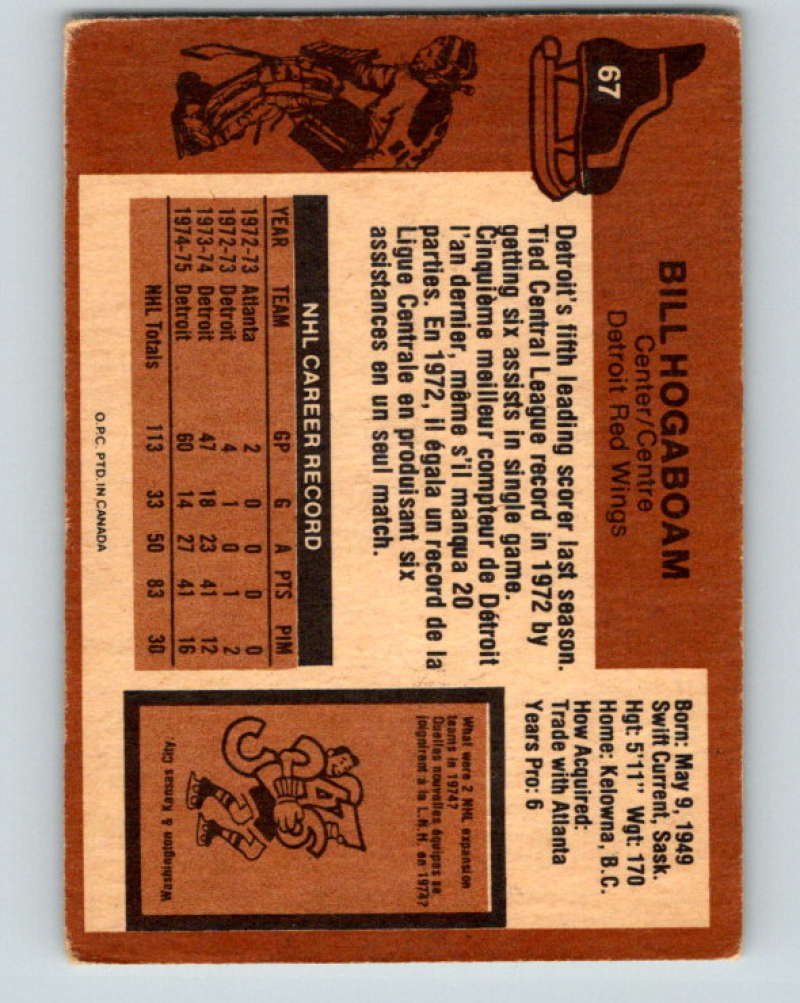 67
BILL HOGABOAM
Center/Centre
Detroit Red Wings
Detroit's fifth leading scorer last season.
Tied Central League record in 1972 by
getting six assists in single game.
Cinquième meilleur compteur de Détroit
l'an dernier, même s'il manqua 20
parties. En 1972, il égala un record de la
Ligue Centrale en produisant six
assistances en un seul match.
Born: May 9, 1949
Swift Current, Sask.
Hgt: 5'11" Wgt: 170
Home: Kelowna, B.C.
How Acquired:
Trade with Atlanta
Years Pro: 6
NHL CAREER RECORD
YEAR TEAM GP G A PTS PIM
1972-73 Atlanta 2 0 0 0 0
1972-73 Detroit 4 1 0 1 2
1973-74 Detroit 47 18 23 41 12
1974-75 Detroit 60 14 27 41 16
NHL Totals 113 33 50 83 30
What were 2 NHL expansion
teams in 1974?
Quelles nouvelles équipes se
joignirent à la L.N.H. en 1974?
Washington & Kansas City
O.P.C. PTD. IN CANADA